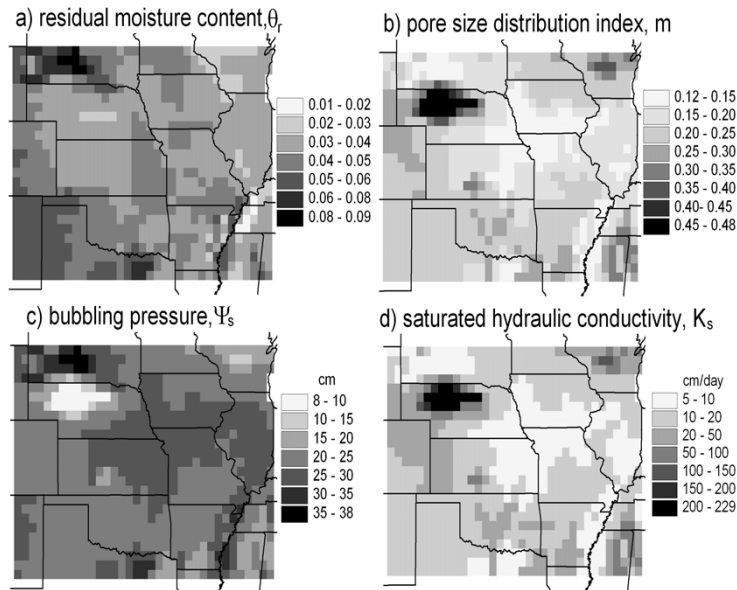 a) residual moisture content,θr
0.01 - 0.02
0.02 - 0.03
0.03 - 0.04
0.04 - 0.05
0.05 - 0.06
0.06 - 0.08
0.08 - 0.09
b) pore size distribution index, m
0.12 - 0.15
0.15 - 0.20
0.20 - 0.25
0.25 - 0.30
0.30 - 0.35
0.35 - 0.40
0.40 - 0.45
0.45 - 0.48
c) bubbling pressure,Ψs
cm
8 - 10
10 - 15
15 - 20
20 - 25
25 - 30
30 - 35
35 - 38
d) saturated hydraulic conductivity, Ks
cm/day
5 - 10
10 - 20
20 - 50
50 - 100
100 - 150
150 - 200
200 - 229